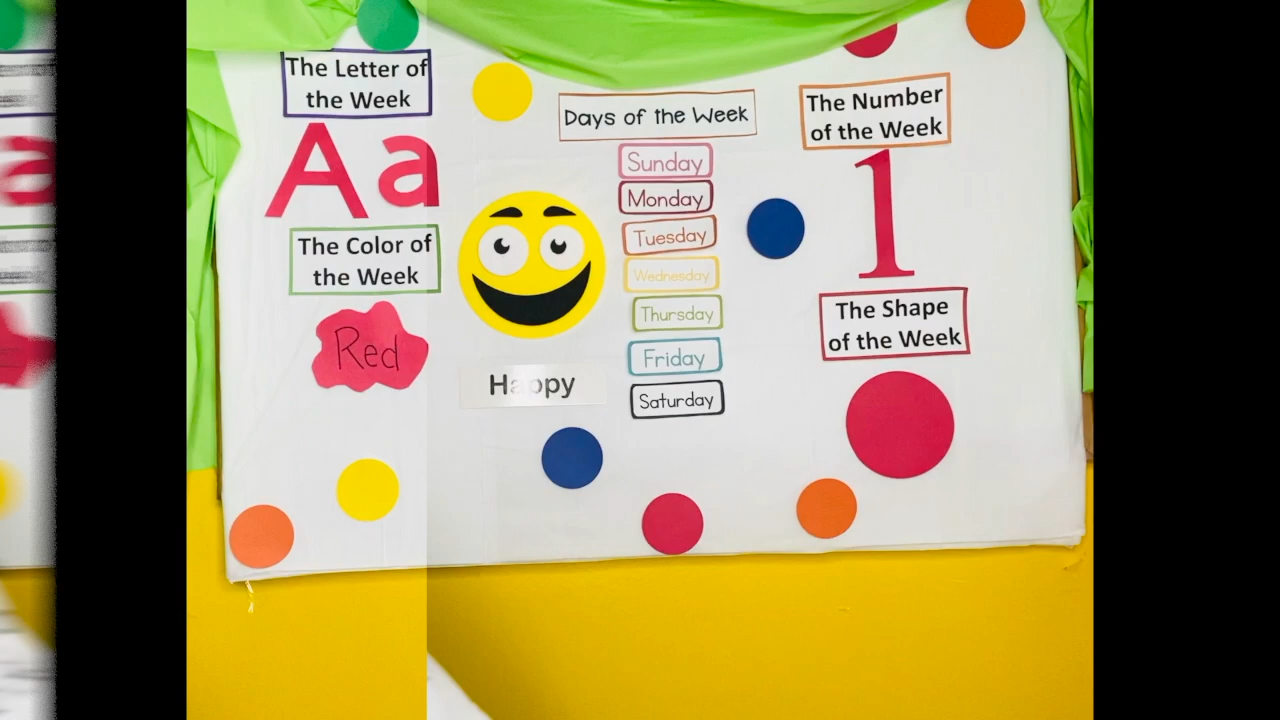 The Letter of
the Week
Aa
The Color of
the Week
Red
Happy
Days of the Week
Sunday
Monday
Tuesday
Wednesday
Thursday
Friday
Saturday
The Number
of the Week
1
The Shape
of the Week